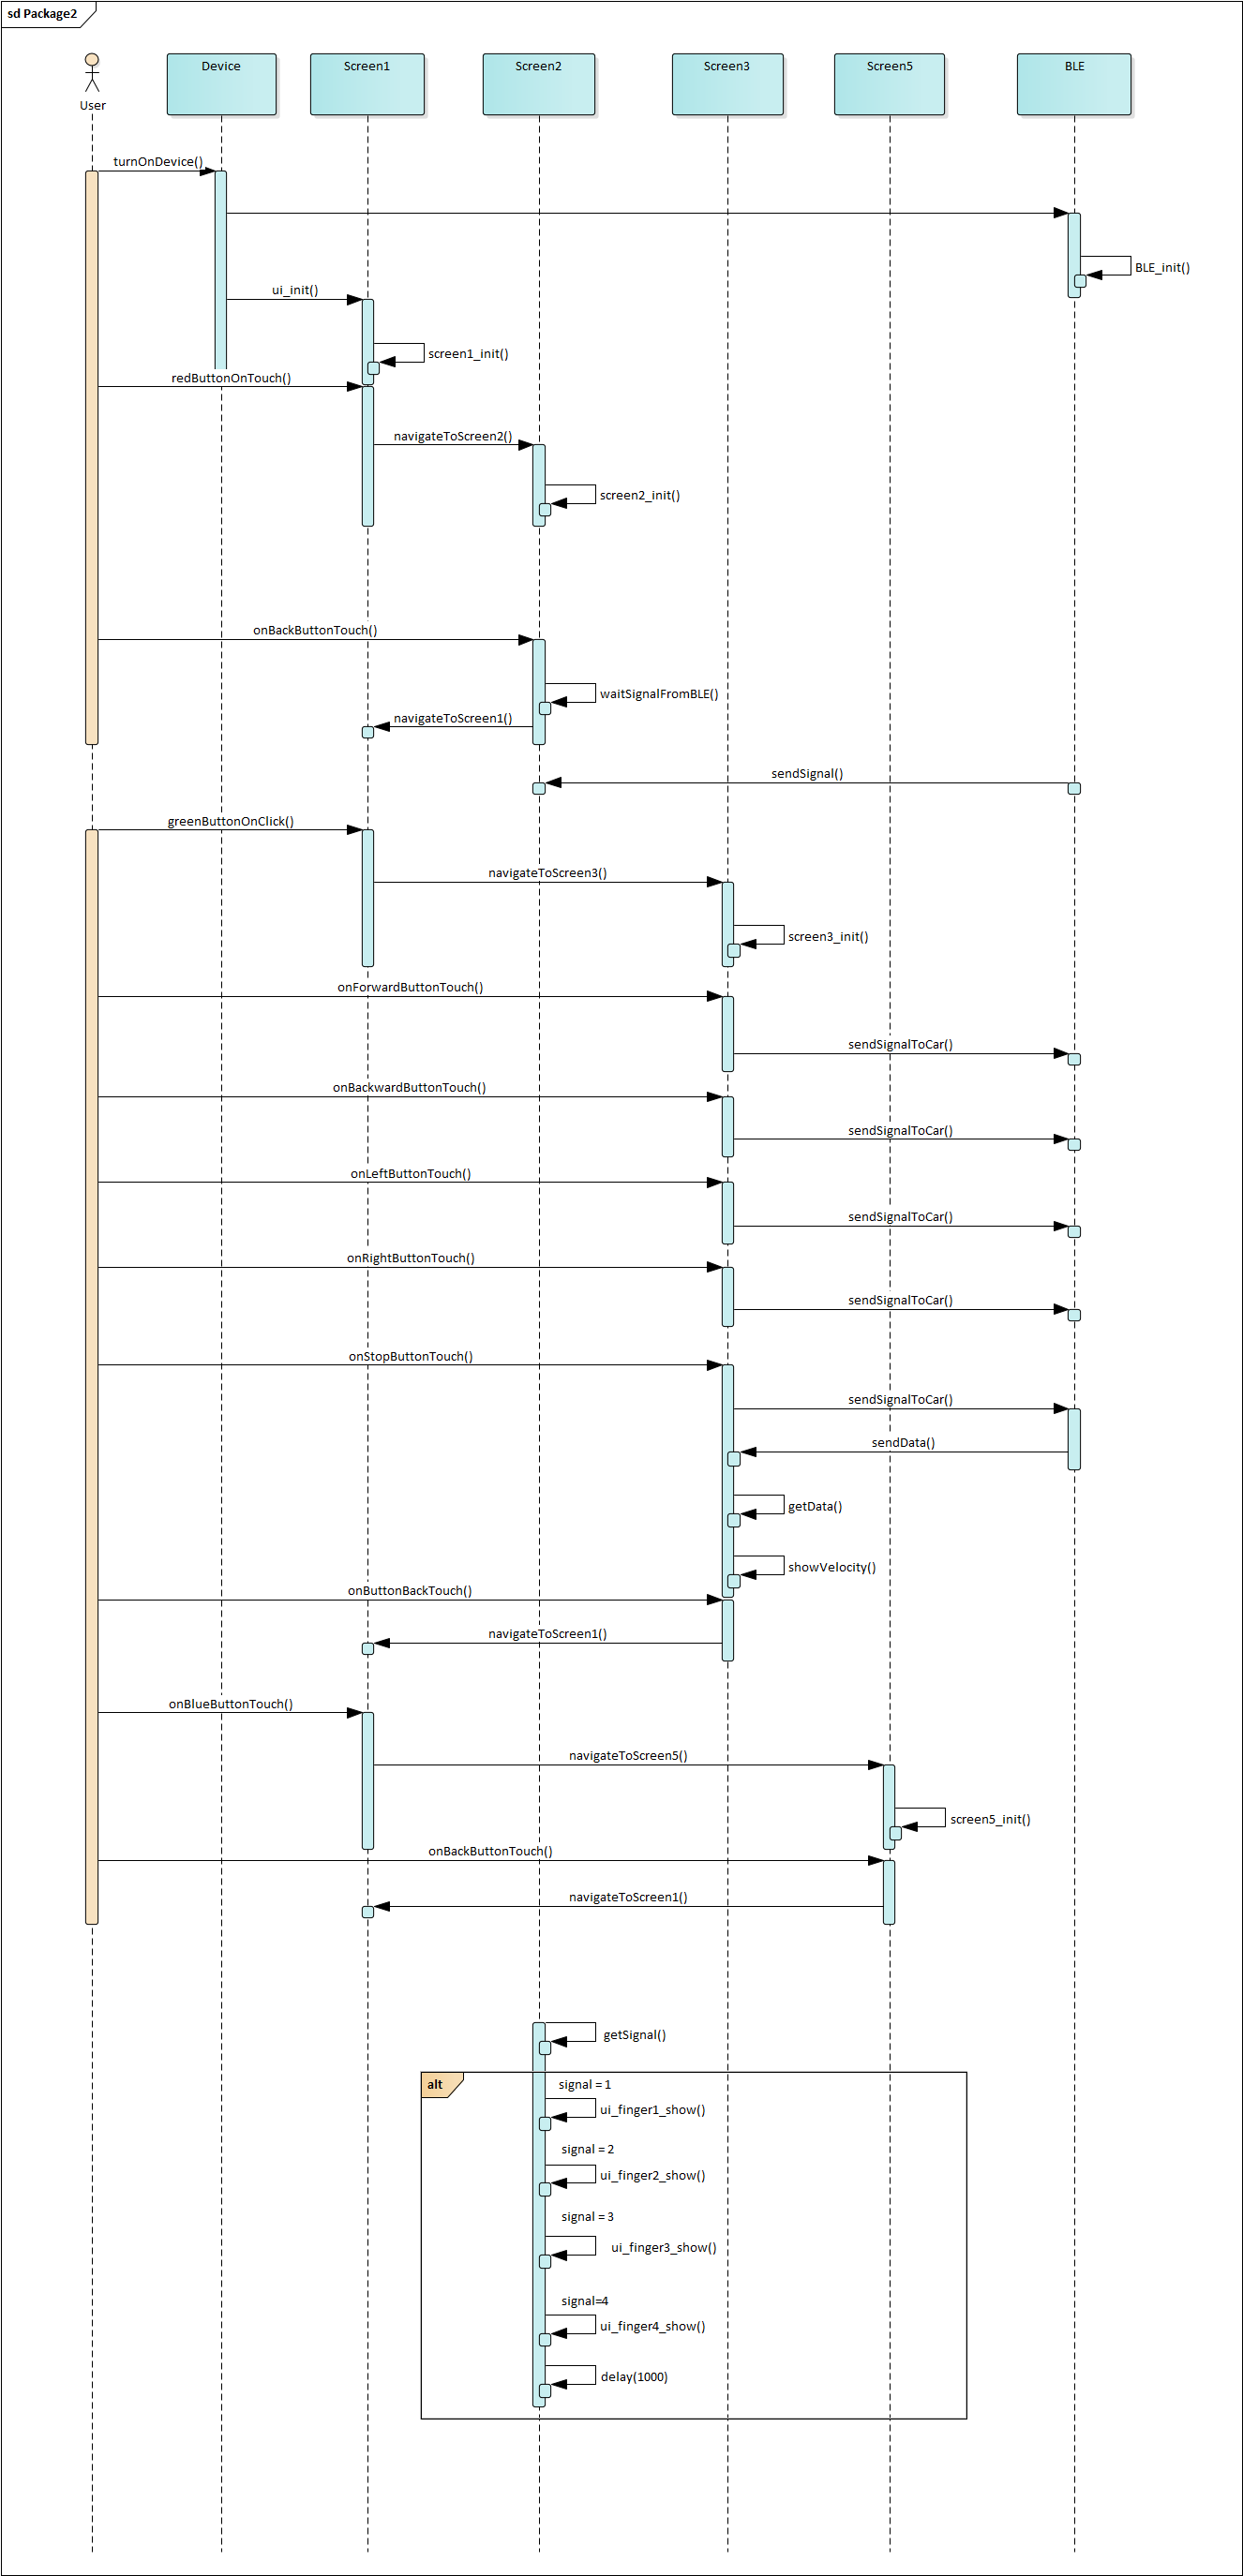 sd Package2
User
Device
Screen1
Screen2
Screen3
Screen5
BLE
turnOnDevice()
BLE_init()
ui_init()
screen1_init()
redButtonOnTouch()
navigateToScreen2()
screen2_init()
onBackButtonTouch()
waitSignalFromBLE()
navigateToScreen1()
sendSignal()
greenButtonOnClick()
navigateToScreen3()
screen3_init()
onForwardButtonTouch()
sendSignalToCar()
onBackwardButtonTouch()
sendSignalToCar()
onLeftButtonTouch()
sendSignalToCar()
onRightButtonTouch()
sendSignalToCar()
onStopButtonTouch()
sendSignalToCar()
sendData()
getData()
showVelocity()
onButtonBackTouch()
navigateToScreen1()
onBlueButtonTouch()
navigateToScreen5()
screen5_init()
onBackButtonTouch()
navigateToScreen1()
getSignal()
alt
signal = 1
ui_finger1_show()
signal = 2
ui_finger2_show()
signal = 3
ui_finger3_show()
signal=4
ui_finger4_show()
delay(1000)